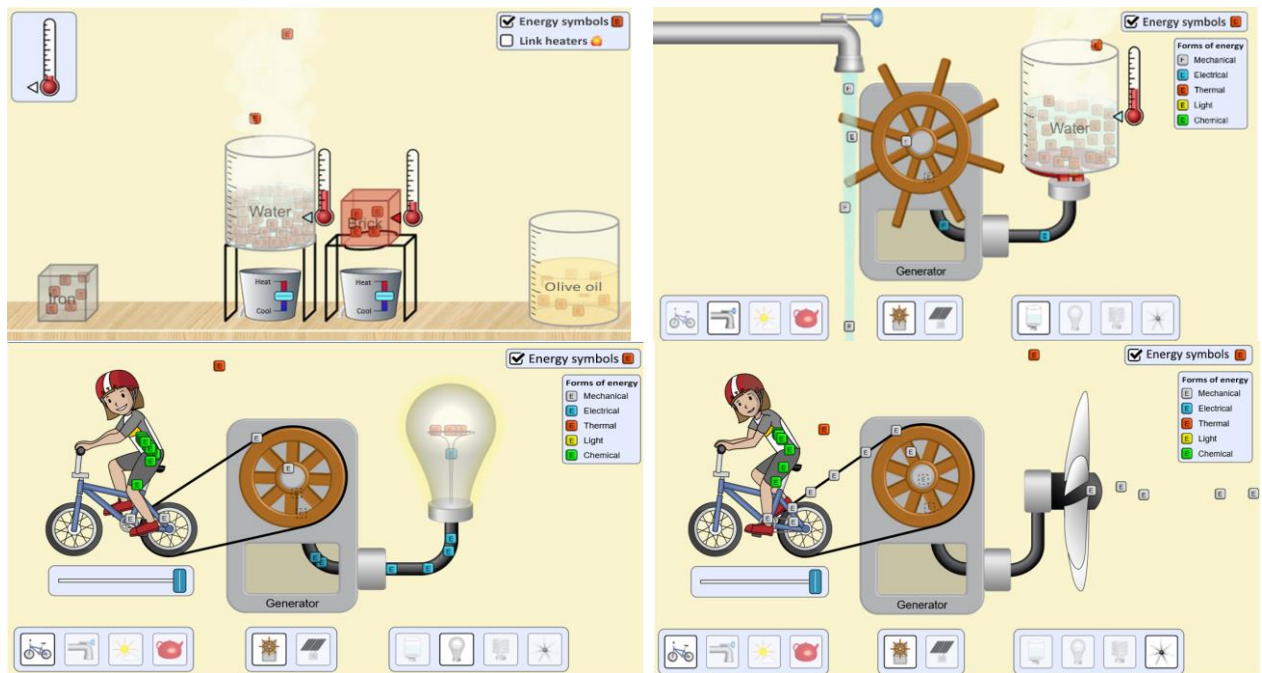 Energy symbols E
Link heaters
Water
Brick
Iron
Olive oil
Heat
Cool
Heat
Cool
Energy symbols E
Forms of energy
E Mechanical
E Electrical
E Thermal
E Light
E Chemical
Water
Generator
Energy symbols E
Forms of energy
E Mechanical
E Electrical
E Thermal
E Light
E Chemical
Generator
Energy symbols E
Forms of energy
E Mechanical
E Electrical
E Thermal
E Light
E Chemical
Generator